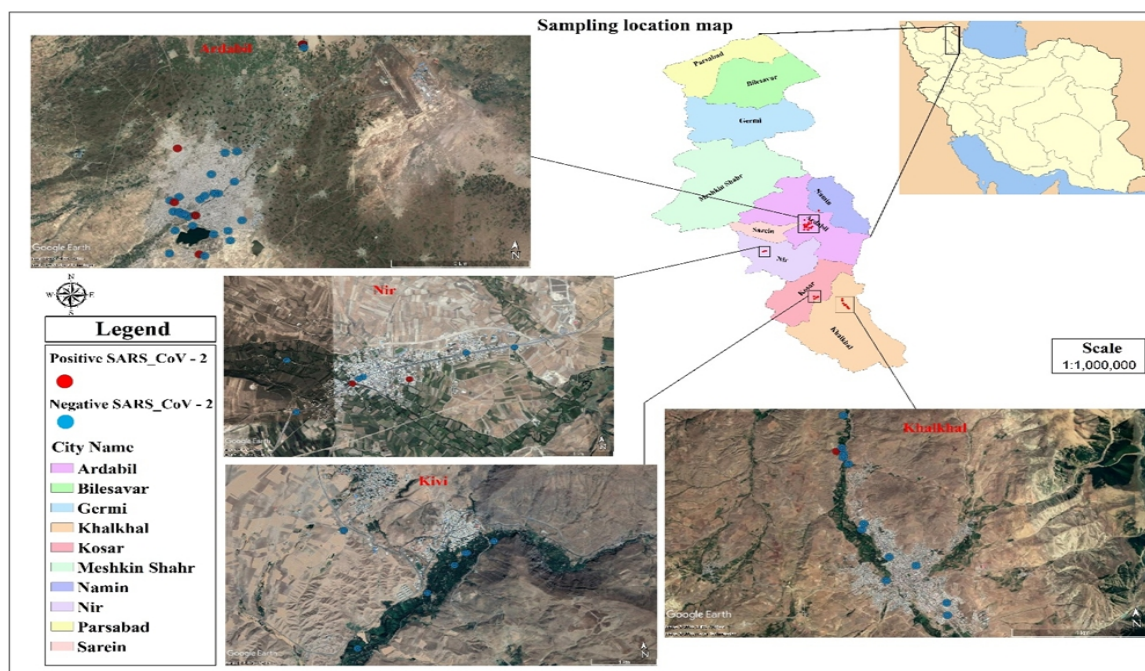 Sampling location map
Ardabil
Google Earth
N
Parsabad
Bilesavar
Germi
Meshkin Shahr
Namin
Ardabil
Sarein
Nir
Kosar
Khalkhal
N
W
E
S
Nir
Google Earth
N
Legend
Positive SARS_CoV - 2
Negative SARS_CoV - 2
City Name
Ardabil
Bilesavar
Germi
Khalkhal
Kosar
Meshkin Shahr
Namin
Nir
Parsabad
Sarein
Kivi
Google Earth
N
Scale
1:1,000,000
Khalkhal
Google Earth
N